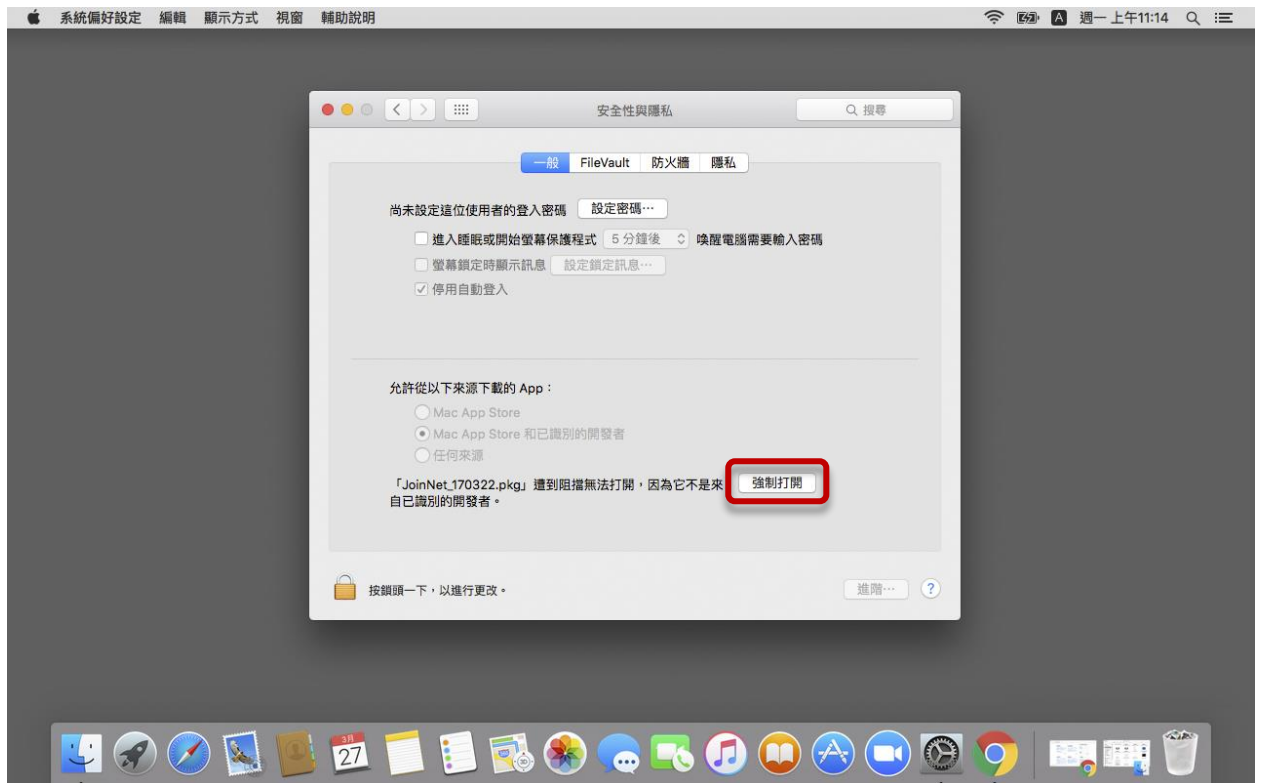 系統偏好設定 編輯 顯示方式 視窗 輔助說明 A 週一 上午11:14
安全性與隱私 搜尋
一般 FileVault 防火牆 隱私
尚未設定這位使用者的登入密碼 設定密碼⋯
進入睡眠或開始螢幕保護程式 5 分鐘後 喚醒電腦需要輸入密碼
螢幕鎖定時顯示訊息 設定鎖定訊息⋯
停用自動登入
允許從以下來源下載的 App：
Mac App Store
Mac App Store 和已識別的開發者
任何來源
「JoinNet_170322.pkg」遭到阻擋無法打開，因為它不是來 強制打開
自已識別的開發者。
按鎖頭一下，以進行更改。 進階⋯ ?
3月
27